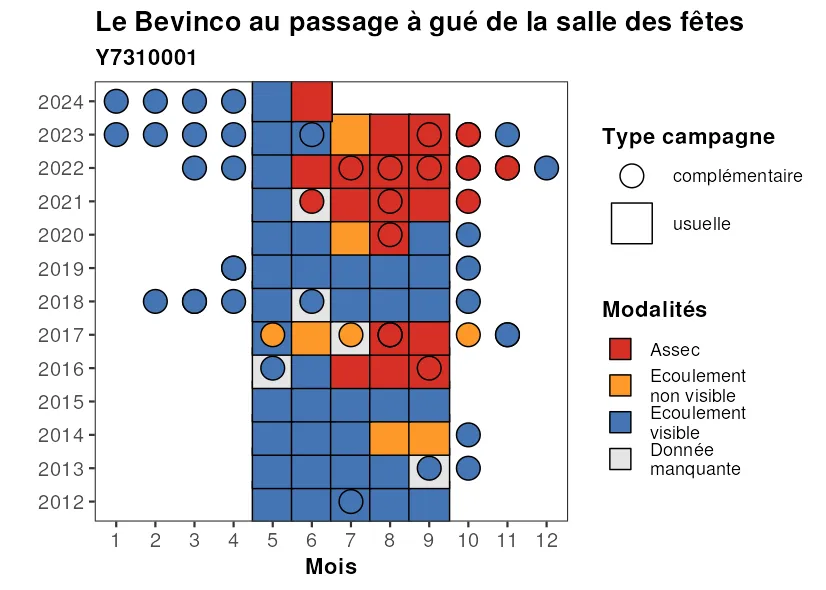 Le Bevinco au passage à gué de la salle des fêtes
Y7310001
2024
2023
2022
2021
2020
2019
2018
2017
2016
2015
2014
2013
2012
1 2 3 4 5 6 7 8 9 10 11 12
Mois
Type campagne
complémentaire
usuelle
Modalités
Assec
Ecoulement
non visible
Ecoulement
visible
Donnée
manquante